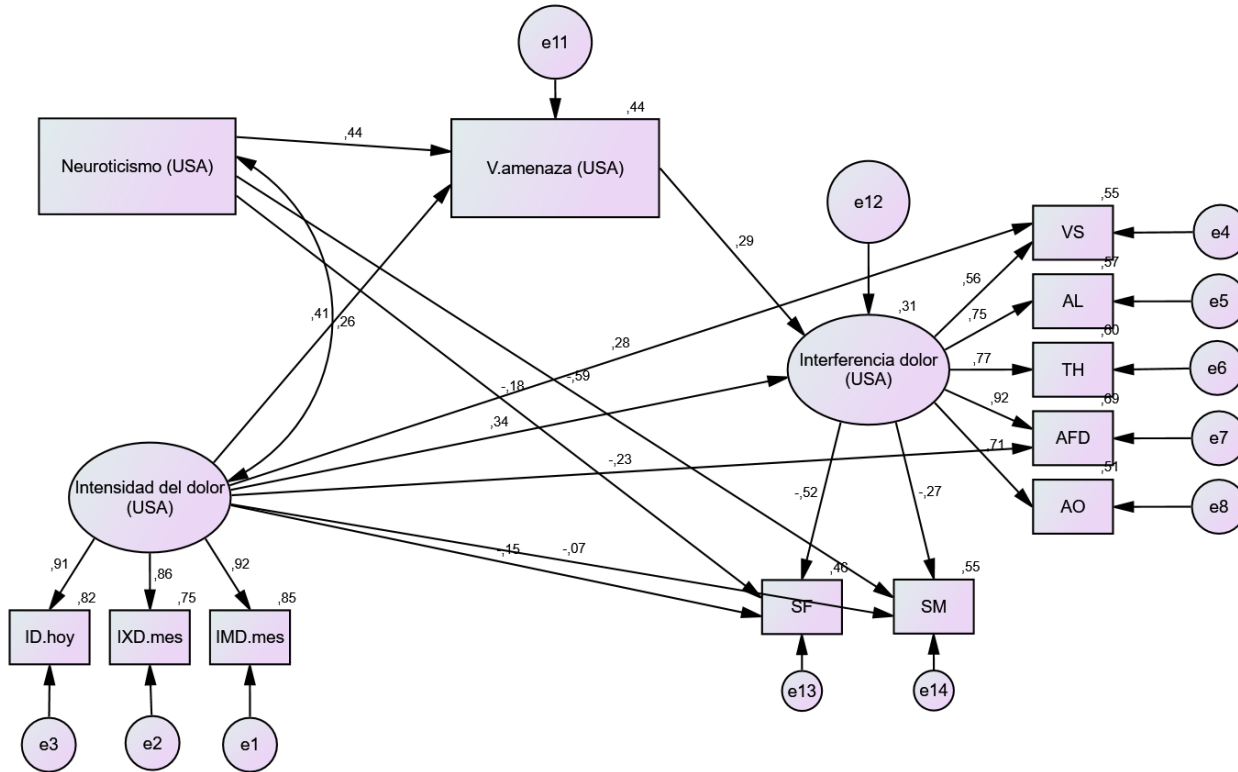 e11
,44
Neuroticismo (USA)
,44
V.amenaza (USA)
e12
,55
VS
e4
,29
,57
,56
AL
e5
,41
,26
,31
,75
,60
,28
Interferencia dolor
(USA)
,77
TH
e6
-,18
-,59
,92
,69
,34
AFD
e7
,71
-,23
,51
Intensidad del dolor
(USA)
-,52
-,27
AO
e8
-,15
-,07
,91
,86
,92
,46
,55
,82
,75
,85
SF
SM
ID.hoy
IXD.mes
IMD.mes
e13
e14
e3
e2
e1